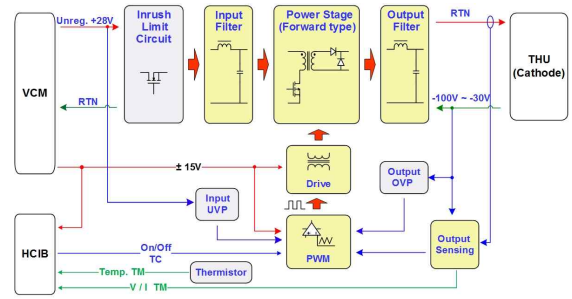 Unreg. +28V
Inrush
Limit
Circuit
Input
Filter
Power Stage
(Forward type)
Output
Filter
RTN
VCM
THU
(Cathode)
RTN
-100V ~ -30V
± 15V
Drive
Output
OVP
Input
UVP
HCIB
On/Off
TC
PWM
Output
Sensing
Temp. TM
Thermistor
V / I TM